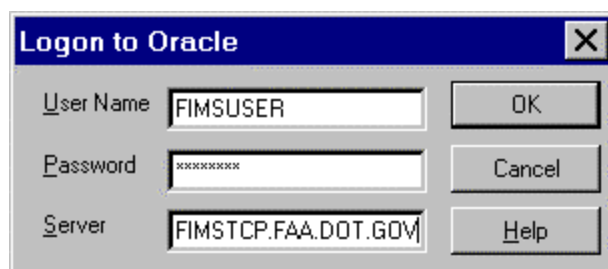 Logon to Oracle
User Name FIMSUSER OK
Password ******** Cancel
Server FIMSTCP.FAA.DOT.GOV Help